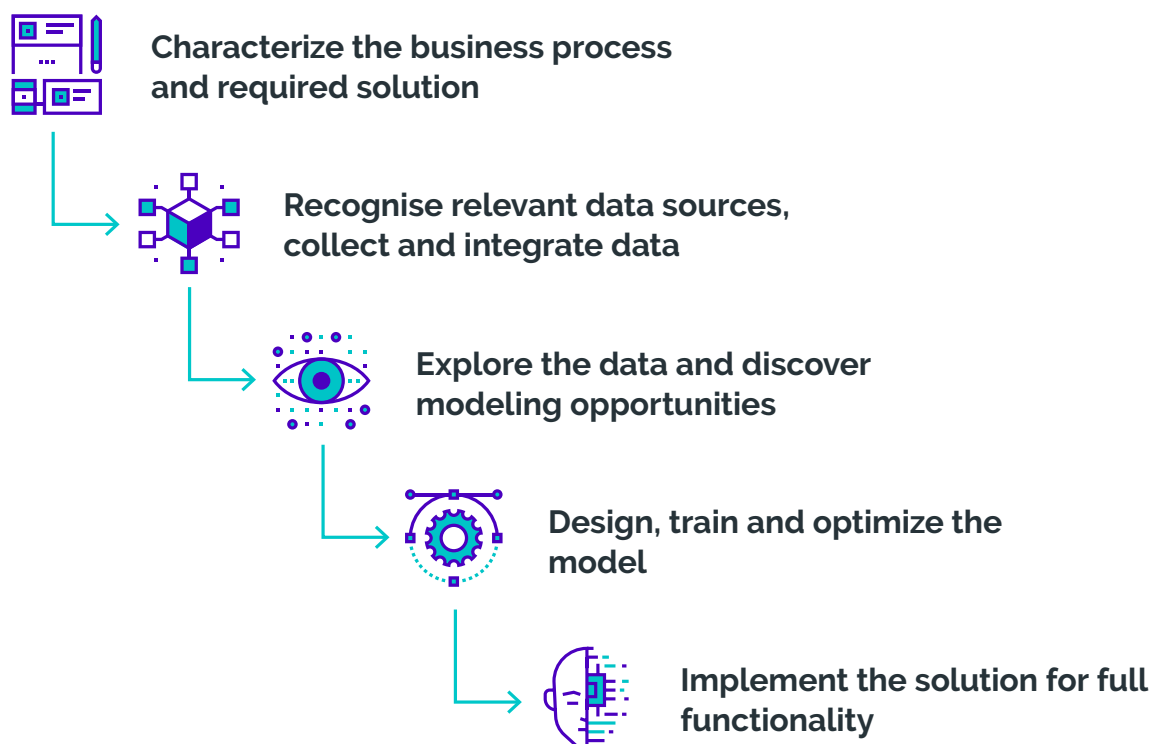 Characterize the business process
and required solution
Recognise relevant data sources,
collect and integrate data
Explore the data and discover
modeling opportunities
Design, train and optimize the
model
Implement the solution for full
functionality